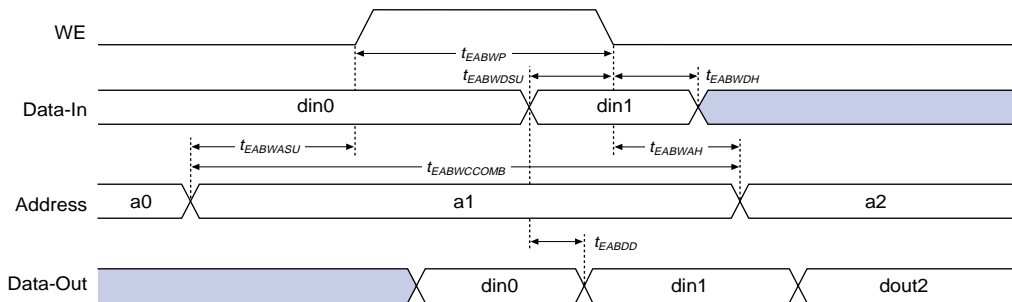 WE
tEABWP
tEABWDSU tEABWDH
Data-In din0 din1
tEABWASU tEABWAH
tEABWCCOMB
Address a0 a1 a2
tEABDD
Data-Out din0 din1 dout2